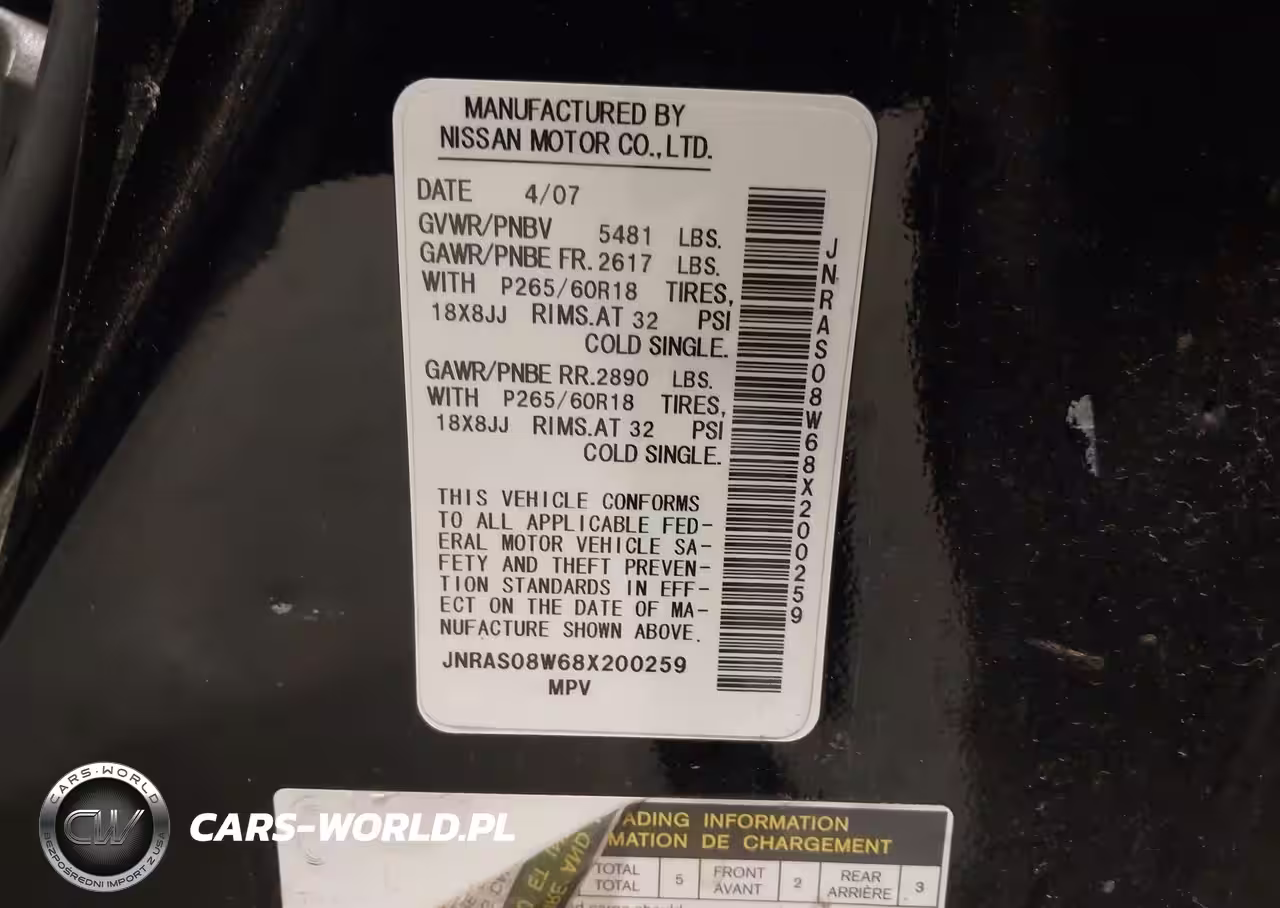 MANUFACTURED BY
NISSAN MOTOR CO.,LTD.
DATE 4/07
GVWR/PNBV 5481 LBS.
GAWR/PNBE FR. 2617 LBS.
WITH P265/60R18 TIRES,
18X8JJ RIMS.AT 32 PSI
COLD SINGLE.
GAWR/PNBE RR. 2890 LBS.
WITH P265/60R18 TIRES,
18X8JJ RIMS.AT 32 PSI
COLD SINGLE.
THIS VEHICLE CONFORMS
TO ALL APPLICABLE FED-
ERAL MOTOR VEHICLE SA-
FETY AND THEFT PREVEN-
TION STANDARDS IN EFF-
ECT ON THE DATE OF MA-
NUFACTURE SHOWN ABOVE.
JNRAS08W68X200259
MPV
JNRAS08W68X200259
ADING INFORMATION
MATION DE CHARGEMENT
TOTAL 5 FRONT 2 REAR 3
TOTAL AVANT ARRIÈRE
CARS-WORLD
CW
BEZPOŚREDNI IMPORT Z USA
CARS-WORLD.PL